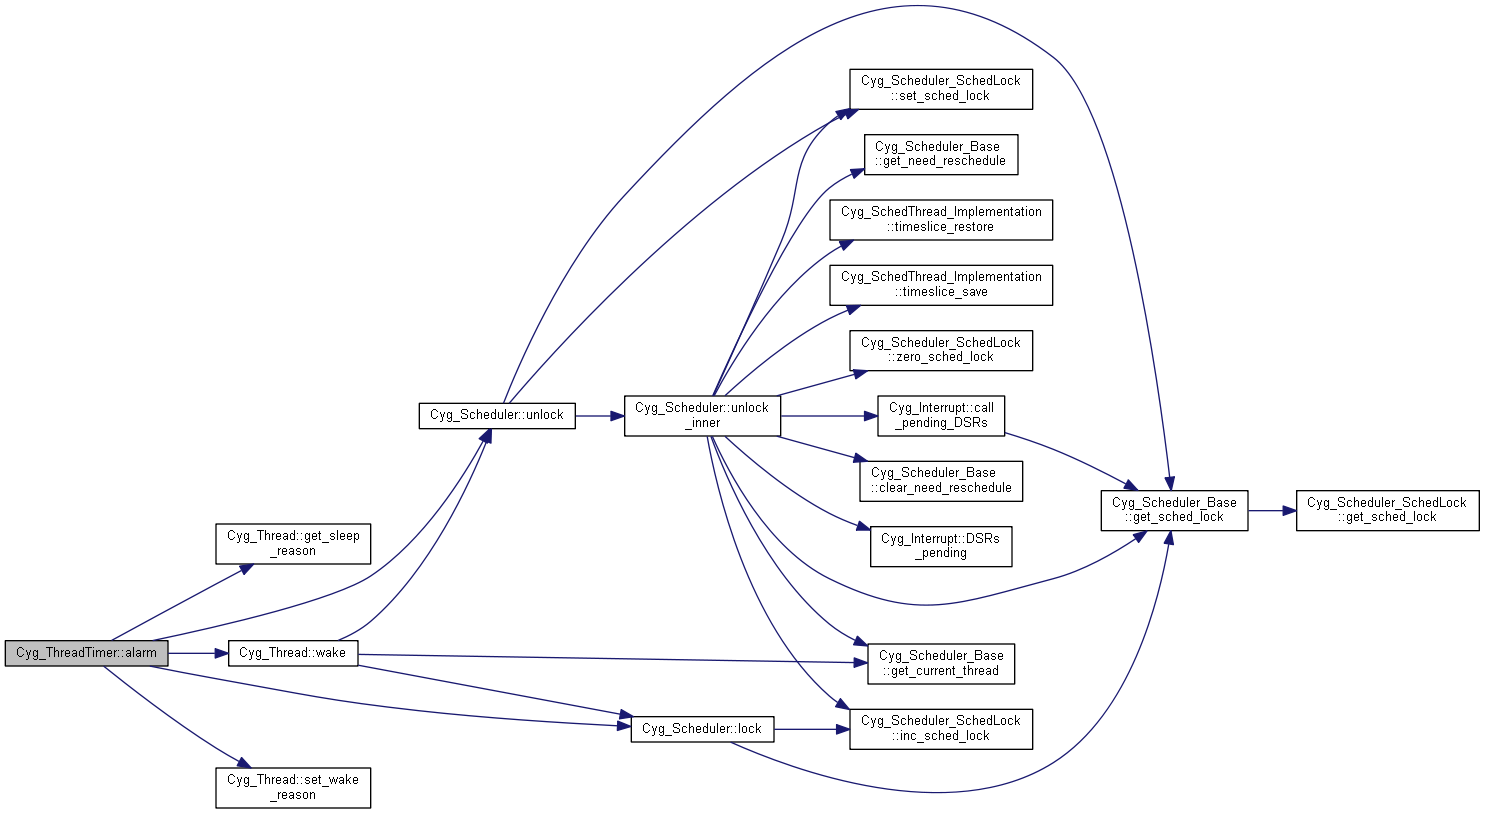 Cyg_Scheduler_SchedLock
::set_sched_lock
Cyg_Scheduler_Base
::get_need_reschedule
Cyg_SchedThread_Implementation
::timeslice_restore
Cyg_SchedThread_Implementation
::timeslice_save
Cyg_Scheduler_SchedLock
::zero_sched_lock
Cyg_Scheduler::unlock
Cyg_Scheduler::unlock
_inner
Cyg_Interrupt::call
_pending_DSRs
Cyg_Scheduler_Base
::clear_need_reschedule
Cyg_Scheduler_Base
::get_sched_lock
Cyg_Scheduler_SchedLock
::get_sched_lock
Cyg_Thread::get_sleep
_reason
Cyg_Interrupt::DSRs
_pending
Cyg_ThreadTimer::alarm
Cyg_Thread::wake
Cyg_Scheduler_Base
::get_current_thread
Cyg_Scheduler::lock
Cyg_Scheduler_SchedLock
::inc_sched_lock
Cyg_Thread::set_wake
_reason